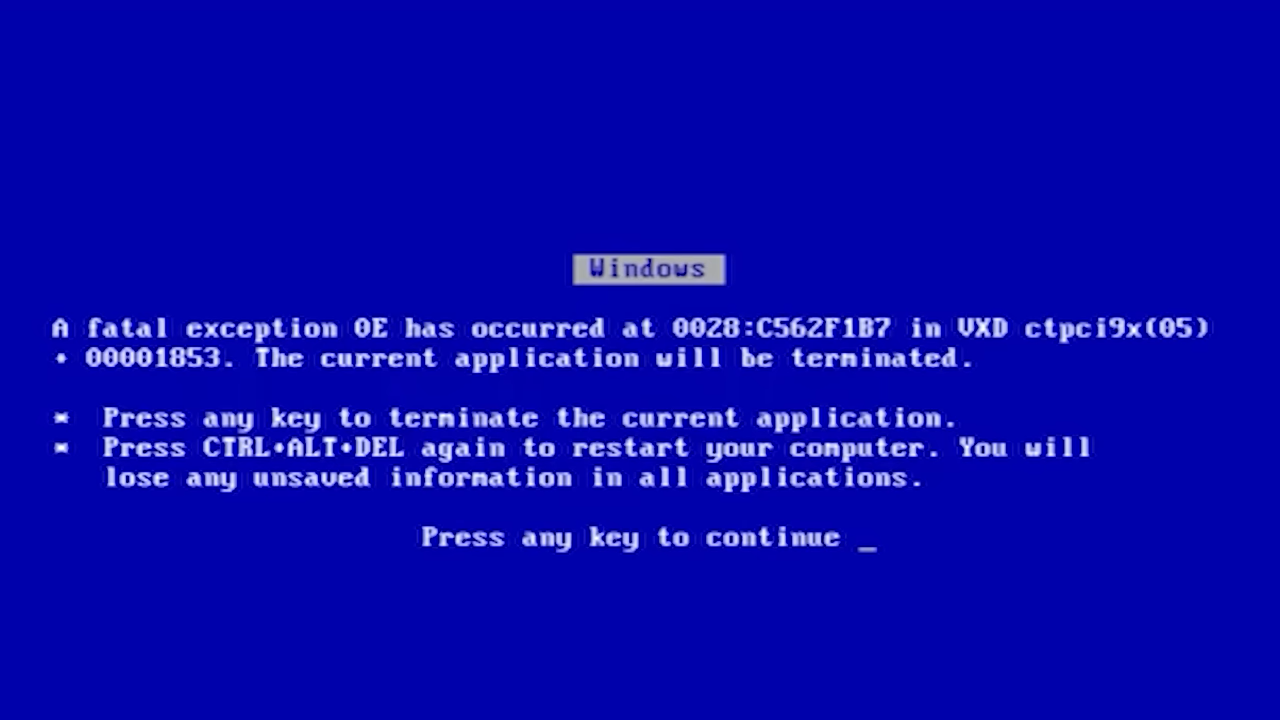 Windows
A fatal exception 0E has occurred at 0028:C562F1B7 in VXD ctpci9x(05)
+ 00001853. The current application will be terminated.
*  Press any key to terminate the current application.
*  Press CTRL+ALT+DEL again to restart your computer. You will
lose any unsaved information in all applications.
Press any key to continue _